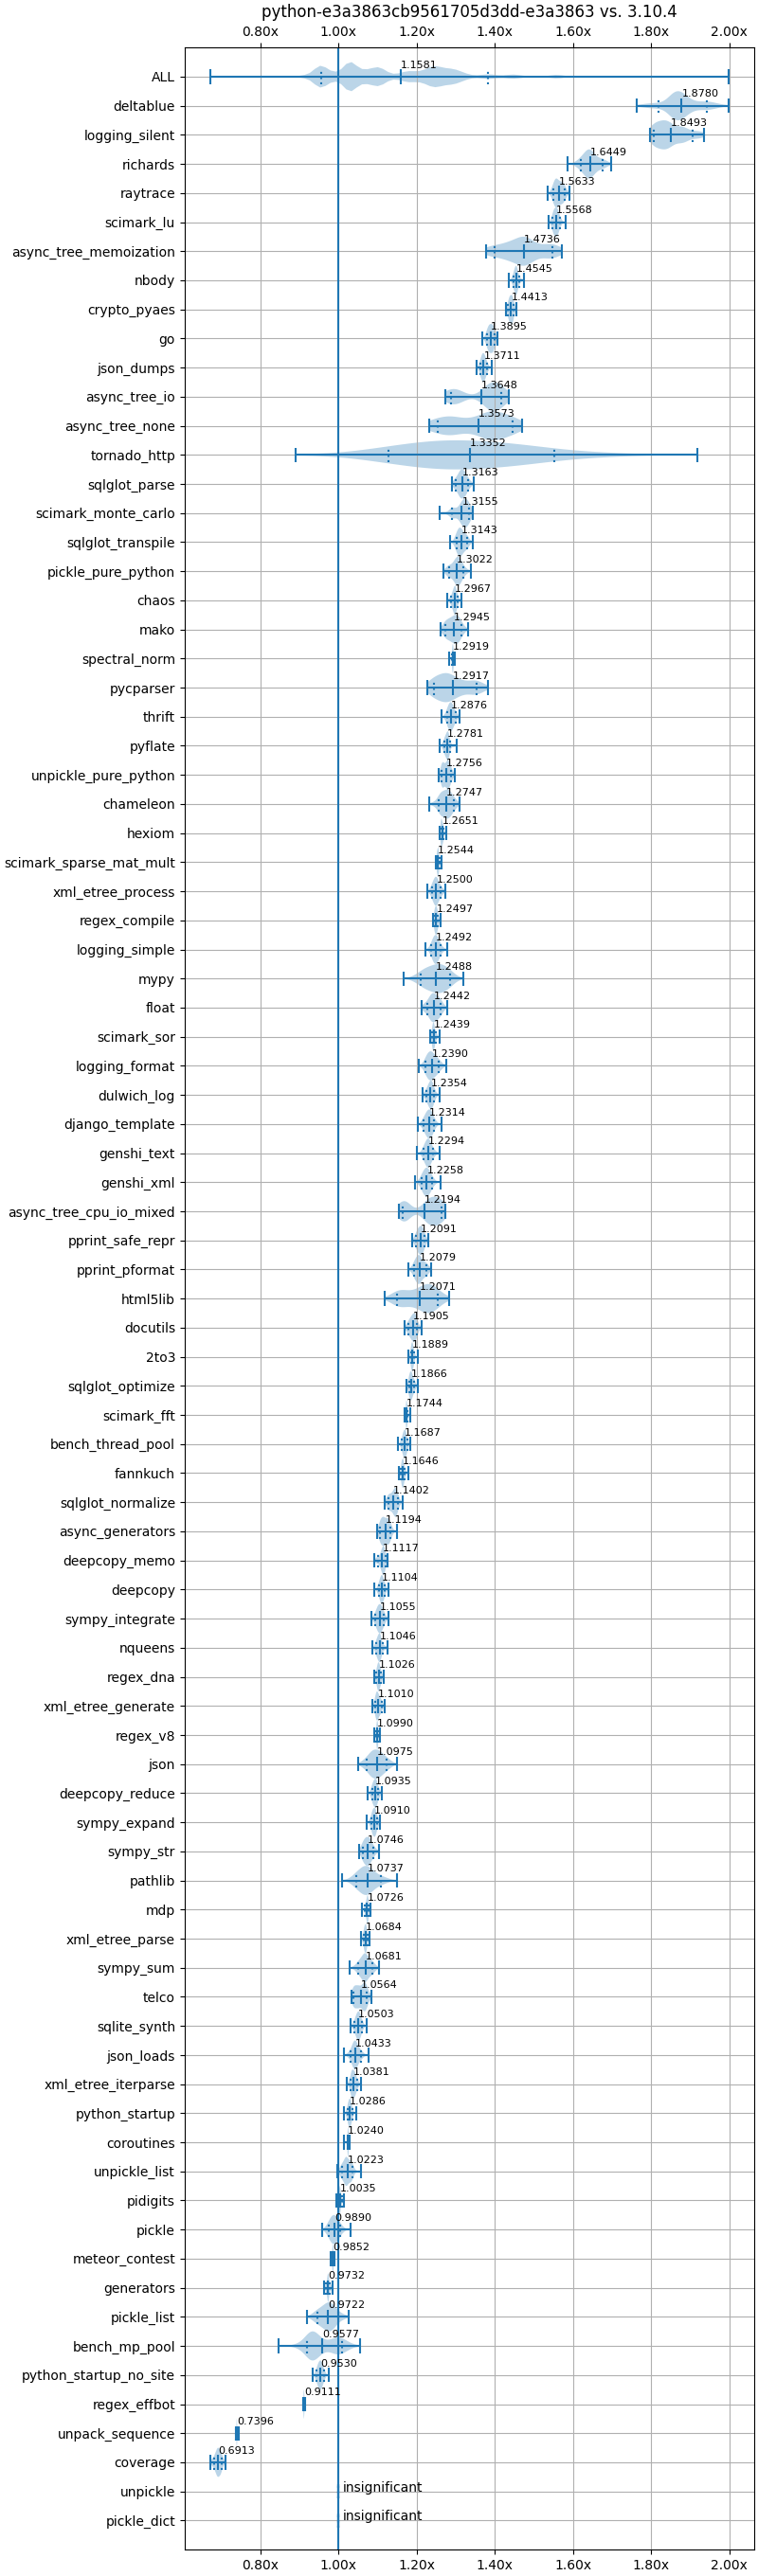 python-e3a3863cb9561705d3dd-e3a3863 vs. 3.10.4
0.80x 1.00x 1.20x 1.40x 1.60x 1.80x 2.00x
ALL 1.1581
deltablue 1.8780
logging_silent 1.8493
richards 1.6449
raytrace 1.5633
scimark_lu 1.5568
async_tree_memoization 1.4736
nbody 1.4545
crypto_pyaes 1.4413
go 1.3895
json_dumps 1.3711
async_tree_io 1.3648
async_tree_none 1.3573
tornado_http 1.3352
sqlglot_parse 1.3163
scimark_monte_carlo 1.3155
sqlglot_transpile 1.3143
pickle_pure_python 1.3022
chaos 1.2967
mako 1.2945
spectral_norm 1.2919
pycparser 1.2917
thrift 1.2876
pyflate 1.2781
unpickle_pure_python 1.2756
chameleon 1.2747
hexiom 1.2651
scimark_sparse_mat_mult 1.2544
xml_etree_process 1.2500
regex_compile 1.2497
logging_simple 1.2492
mypy 1.2488
float 1.2442
scimark_sor 1.2439
logging_format 1.2390
dulwich_log 1.2354
django_template 1.2314
genshi_text 1.2294
genshi_xml 1.2258
async_tree_cpu_io_mixed 1.2194
pprint_safe_repr 1.2091
pprint_pformat 1.2079
html5lib 1.2071
docutils 1.1905
2to3 1.1889
sqlglot_optimize 1.1866
scimark_fft 1.1744
bench_thread_pool 1.1687
fannkuch 1.1646
sqlglot_normalize 1.1402
async_generators 1.1194
deepcopy_memo 1.1117
deepcopy 1.1104
sympy_integrate 1.1055
nqueens 1.1046
regex_dna 1.1026
xml_etree_generate 1.1010
regex_v8 1.0990
json 1.0975
deepcopy_reduce 1.0935
sympy_expand 1.0910
sympy_str 1.0746
pathlib 1.0737
mdp 1.0726
xml_etree_parse 1.0684
sympy_sum 1.0681
telco 1.0564
sqlite_synth 1.0503
json_loads 1.0433
xml_etree_iterparse 1.0381
python_startup 1.0286
coroutines 1.0240
unpickle_list 1.0223
pidigits 1.0035
pickle 0.9890
meteor_contest 0.9852
generators 0.9732
pickle_list 0.9722
bench_mp_pool 0.9577
python_startup_no_site 0.9530
regex_effbot 0.9111
unpack_sequence 0.7396
coverage 0.6913
unpickle insignificant
pickle_dict insignificant
0.80x 1.00x 1.20x 1.40x 1.60x 1.80x 2.00x